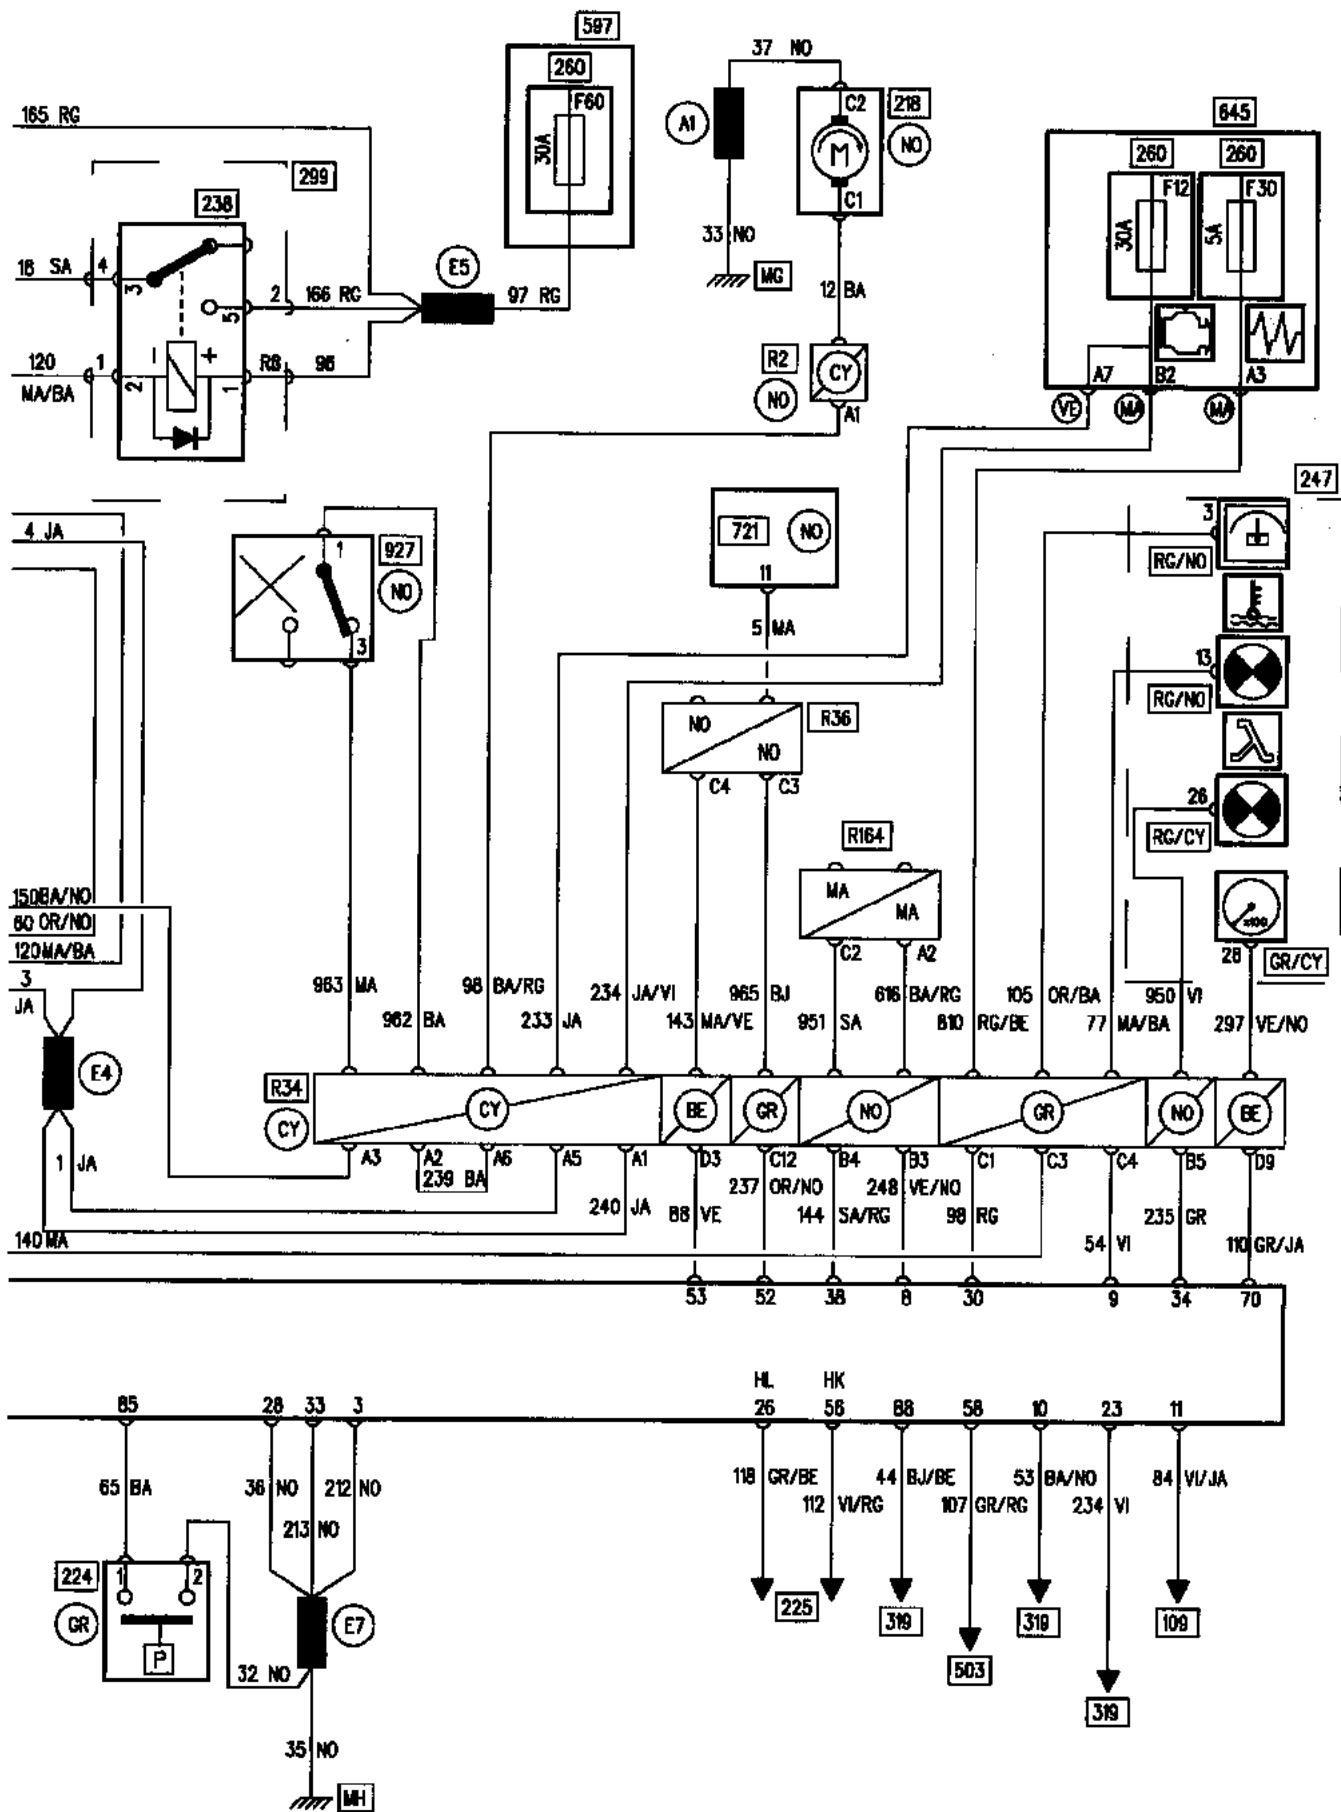 597
260
F60
30A
37 NO
A1
C2
218
NO
M
C1
33 NO
MG
12 BA
R2
NO
CY
A1
645
260
260
F12
F30
30A
5A
A7
B2
A3
VE
MA
MA
165 RG
299
238
18 SA
4
3
5
2
166 RG
E5
97 RG
120
MA/BA
1
2
- +
1
R8
96
4 JA
927
NO
1
3
721
NO
11
5 MA
247
3
RG/NO
13
RG/NO
26
RG/CY
x100
28
GR/CY
R36
NO
NO
C4
C3
R164
MA
MA
C2
A2
150 BA/NO
60 OR/NO
120 MA/BA
3
JA
E4
1 JA
140 MA
963 MA
962 BA
98 BA/RG
233 JA
234 JA/VI
143 MA/VE
965 BJ
951 SA
616 BA/RG
810 RG/BE
105 OR/BA
77 MA/BA
950 VI
297 VE/NO
R34
CY
CY
BE
GR
NO
GR
NO
BE
A3
A2
A6
A5
A1
D3
C12
B4
B3
C1
C3
C4
B5
D9
239 BA
240 JA
88 VE
237 OR/NO
144 SA/RG
248 VE/NO
98 RG
54 VI
235 GR
110 GR/JA
53
52
38
8
30
9
34
70
85
28
33
3
HL
26
HK
56
88
58
10
23
11
65 BA
36 NO
213 NO
212 NO
118 GR/BE
112 VI/RG
44 BJ/BE
107 GR/RG
53 BA/NO
234 VI
84 VI/JA
224
GR
1
2
P
32 NO
E7
35 NO
MH
225
319
503
319
319
109